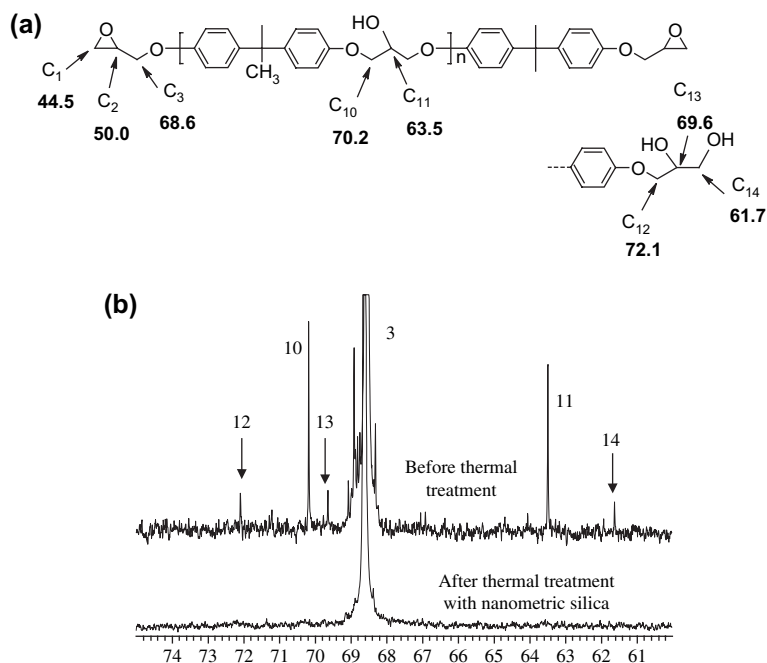 (a)
HO
O
O
[
O
O
]
n
O
O
CH3
C1
44.5
C2
50.0
C3
68.6
C10
70.2
C11
63.5
C13
69.6
HO
OH
O
C12
72.1
C14
61.7
(b)
10
3
12
13
11
14
Before thermal
treatment
After thermal treatment
with nanometric silica
74 73 72 71 70 69 68 67 66 65 64 63 62 61